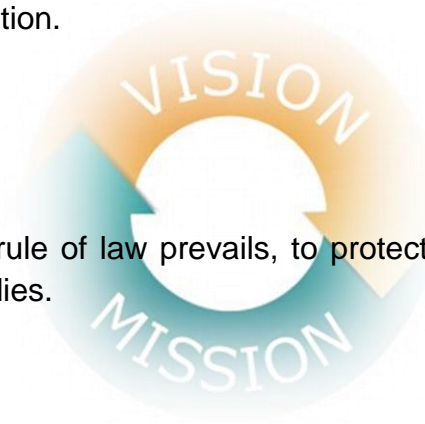 tion.
VISION
rule of law prevails, to protect
lies.
MISSION